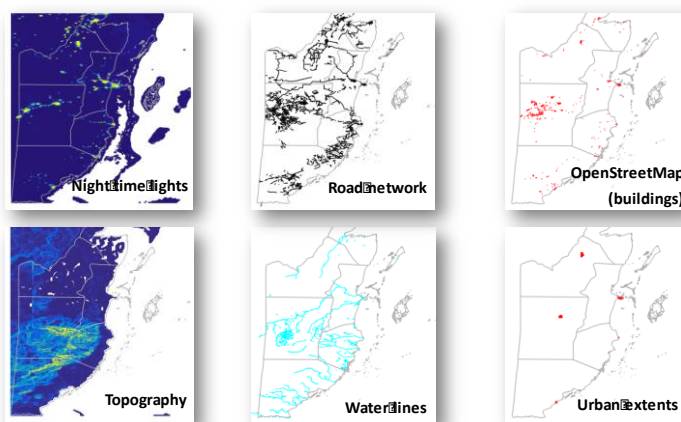 Night⍰time⍰lights
Road⍰network
OpenStreetMap
(buildings)
Topography
Water⍰lines
Urban⍰extents